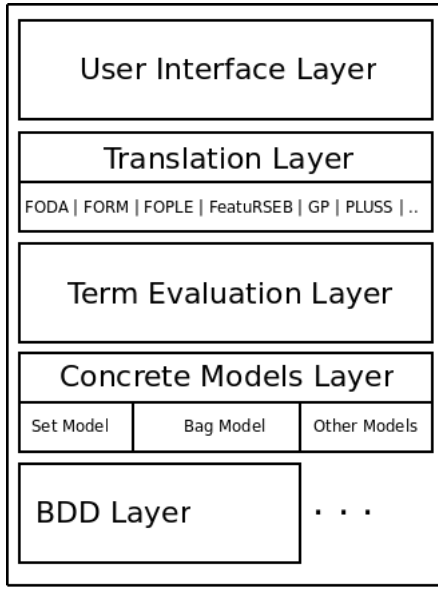 User Interface Layer
Translation Layer
FODA | FORM | FOPLE | FeatuRSEB | GP | PLUSS | ..
Term Evaluation Layer
Concrete Models Layer
Set Model Bag Model Other Models
BDD Layer . . .